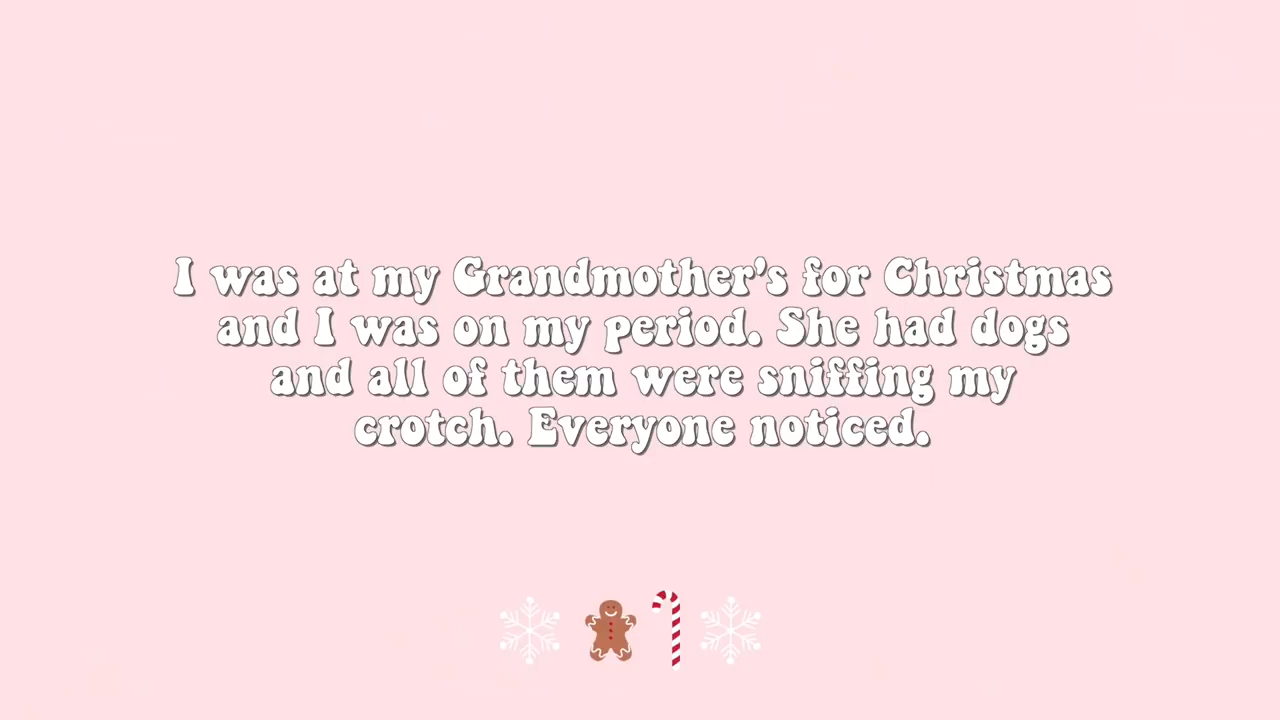 I was at my Grandmother's for Christmas
and I was on my period. She had dogs
and all of them were sniffing my
crotch. Everyone noticed.